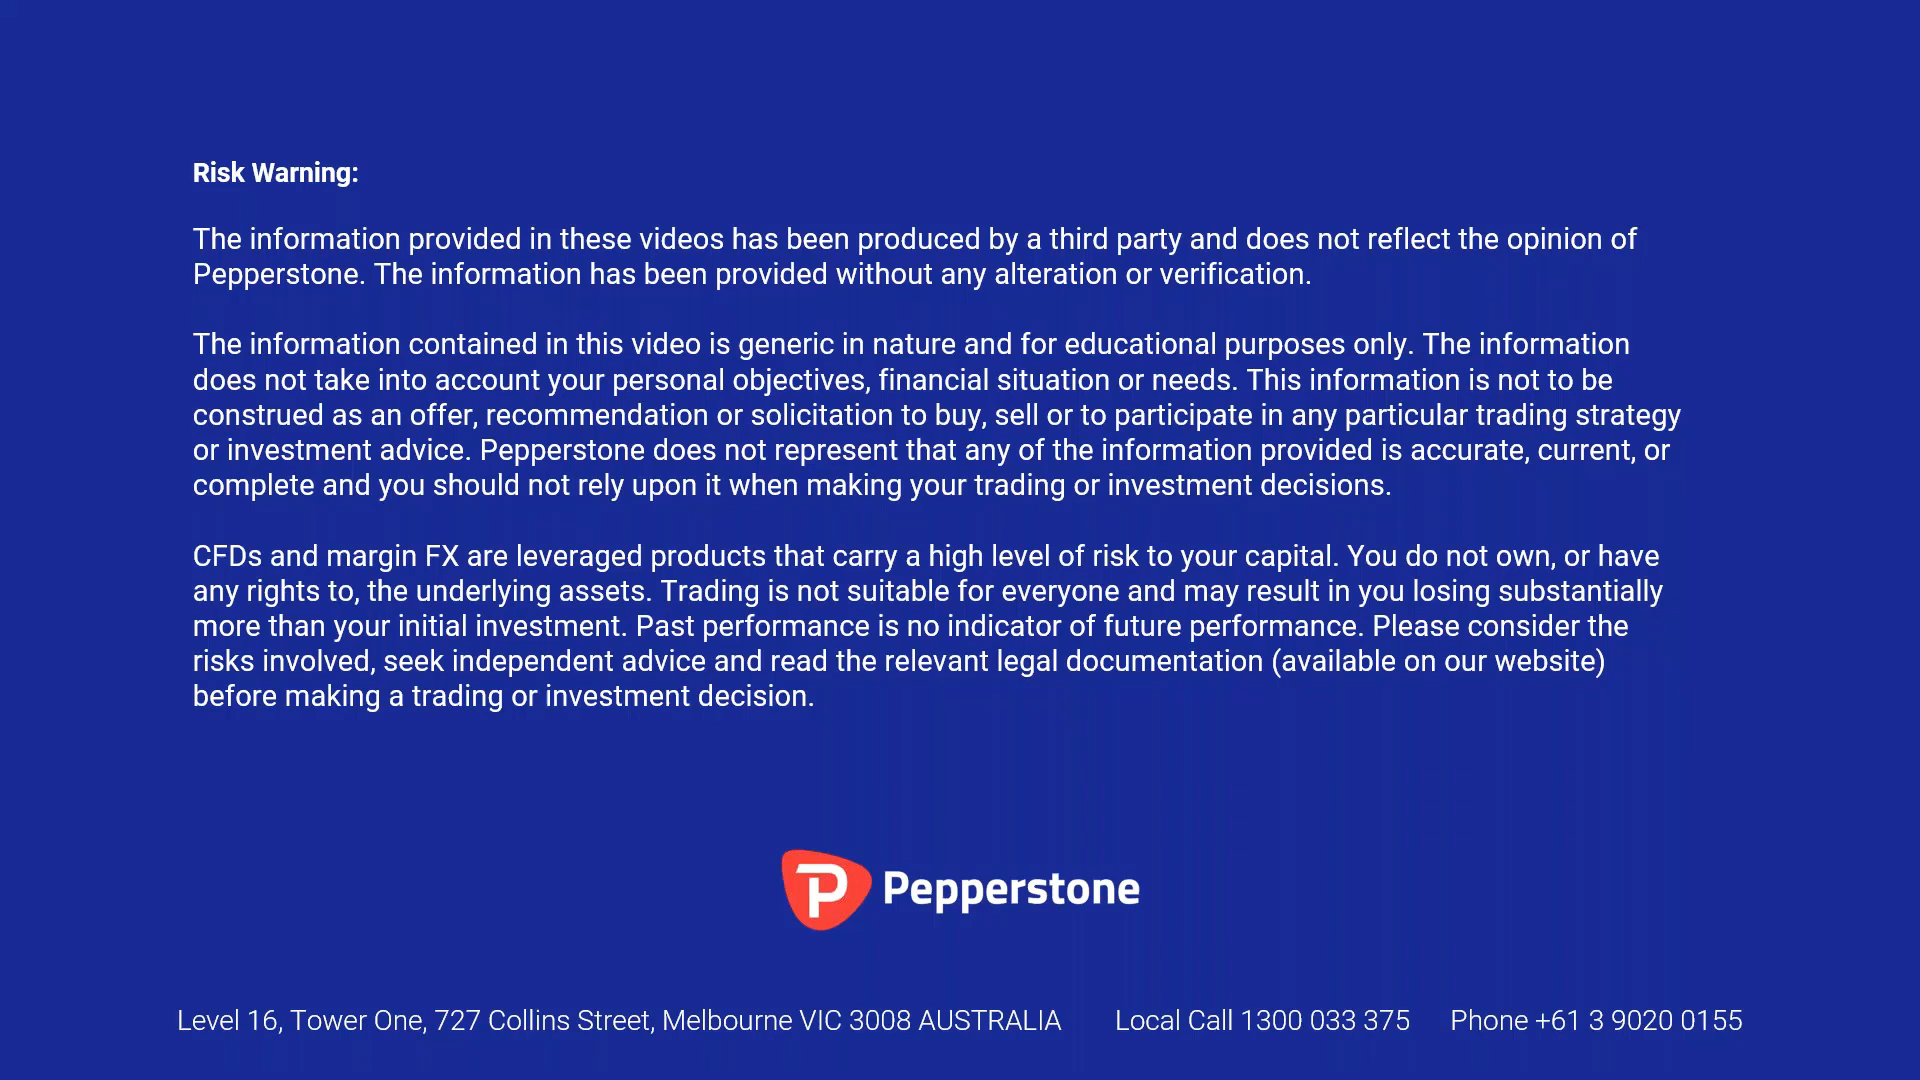 Risk Warning:
The information provided in these videos has been produced by a third party and does not reflect the opinion of
Pepperstone. The information has been provided without any alteration or verification.
The information contained in this video is generic in nature and for educational purposes only. The information
does not take into account your personal objectives, financial situation or needs. This information is not to be
construed as an offer, recommendation or solicitation to buy, sell or to participate in any particular trading strategy
or investment advice. Pepperstone does not represent that any of the information provided is accurate, current, or
complete and you should not rely upon it when making your trading or investment decisions.
CFDs and margin FX are leveraged products that carry a high level of risk to your capital. You do not own, or have
any rights to, the underlying assets. Trading is not suitable for everyone and may result in you losing substantially
more than your initial investment. Past performance is no indicator of future performance. Please consider the
risks involved, seek independent advice and read the relevant legal documentation (available on our website)
before making a trading or investment decision.
P Pepperstone
Level 16, Tower One, 727 Collins Street, Melbourne VIC 3008 AUSTRALIA Local Call 1300 033 375 Phone +61 3 9020 0155